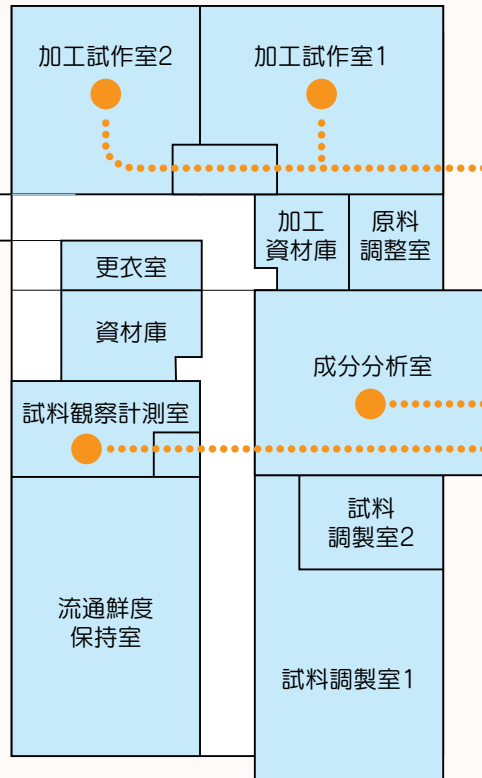 加工試作室2
加工試作室1
加工
資材庫
原料
調整室
更衣室
資材庫
成分分析室
試料観察計測室
試料
調製室2
流通鮮度
保持室
試料調製室1